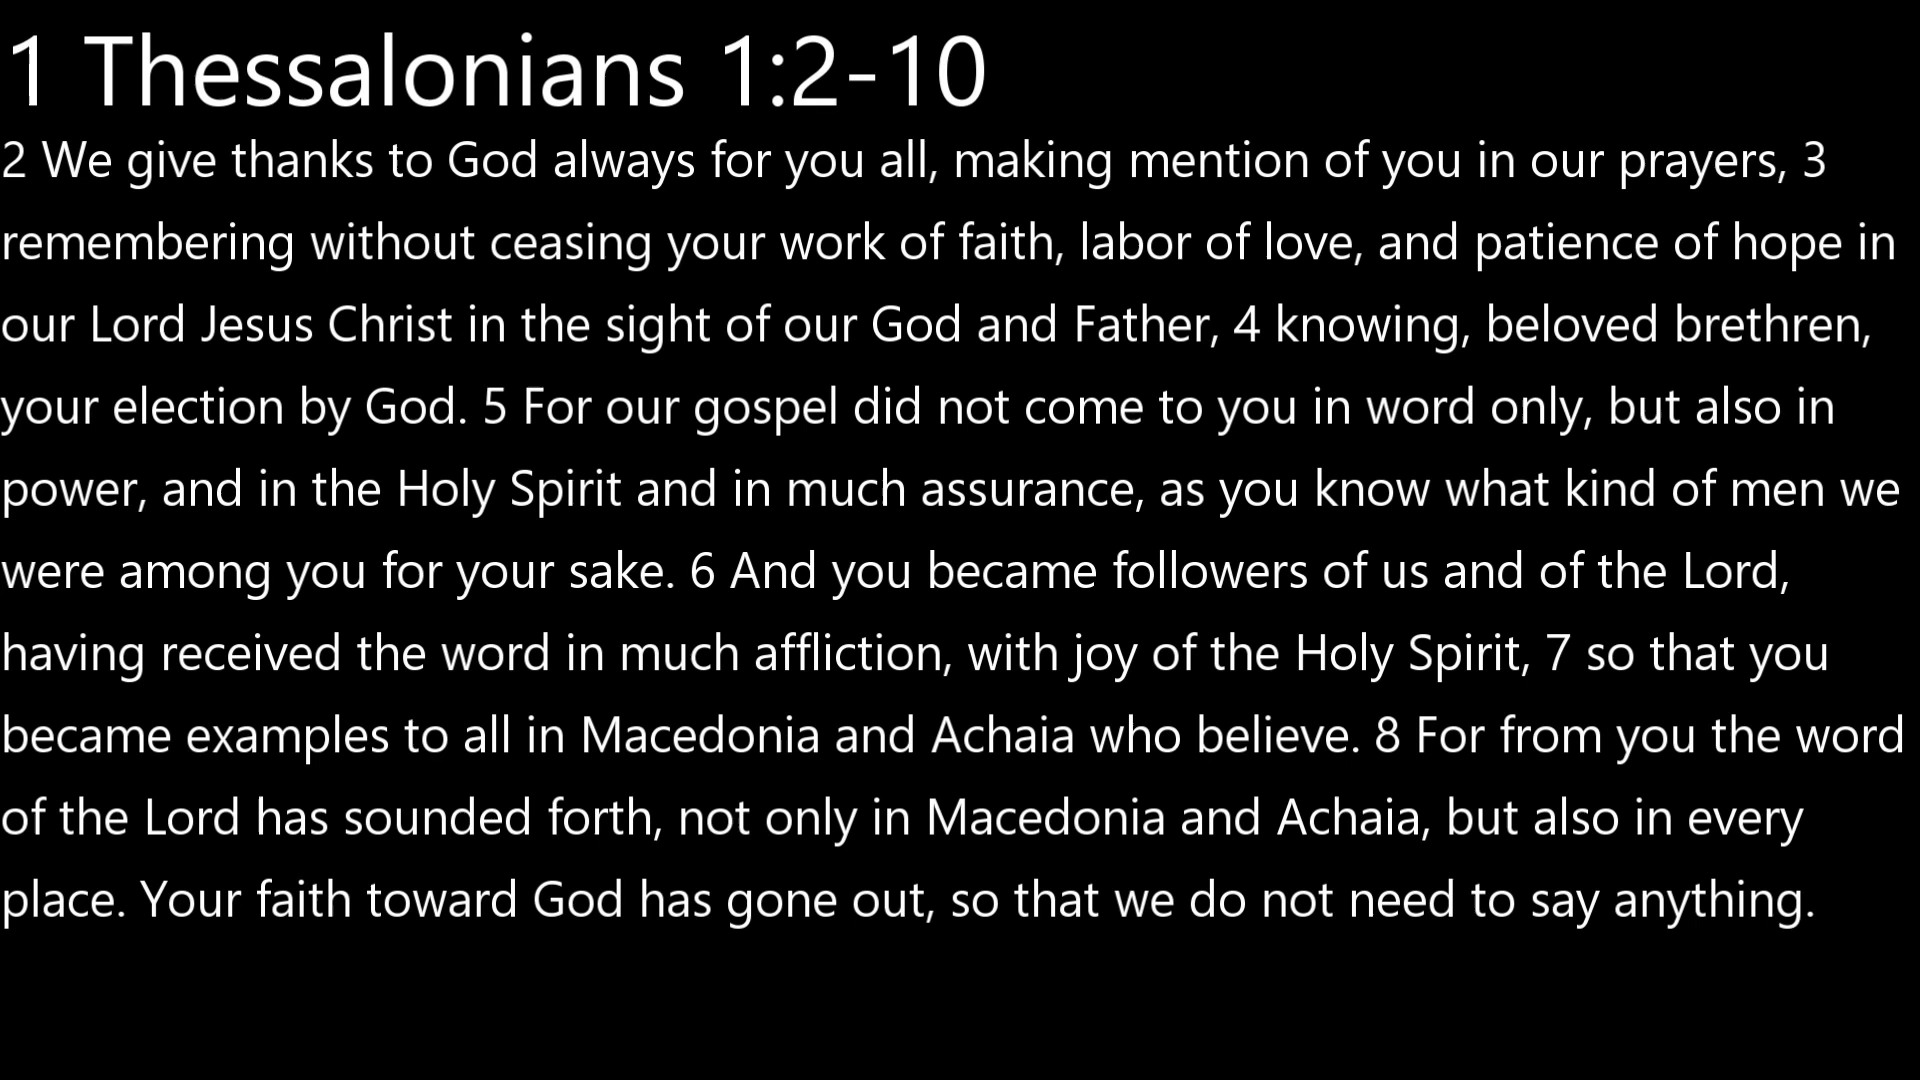 1 Thessalonians 1:2-10
2 We give thanks to God always for you all, making mention of you in our prayers, 3
remembering without ceasing your work of faith, labor of love, and patience of hope in
our Lord Jesus Christ in the sight of our God and Father, 4 knowing, beloved brethren,
your election by God. 5 For our gospel did not come to you in word only, but also in
power, and in the Holy Spirit and in much assurance, as you know what kind of men we
were among you for your sake. 6 And you became followers of us and of the Lord,
having received the word in much affliction, with joy of the Holy Spirit, 7 so that you
became examples to all in Macedonia and Achaia who believe. 8 For from you the word
of the Lord has sounded forth, not only in Macedonia and Achaia, but also in every
place. Your faith toward God has gone out, so that we do not need to say anything.